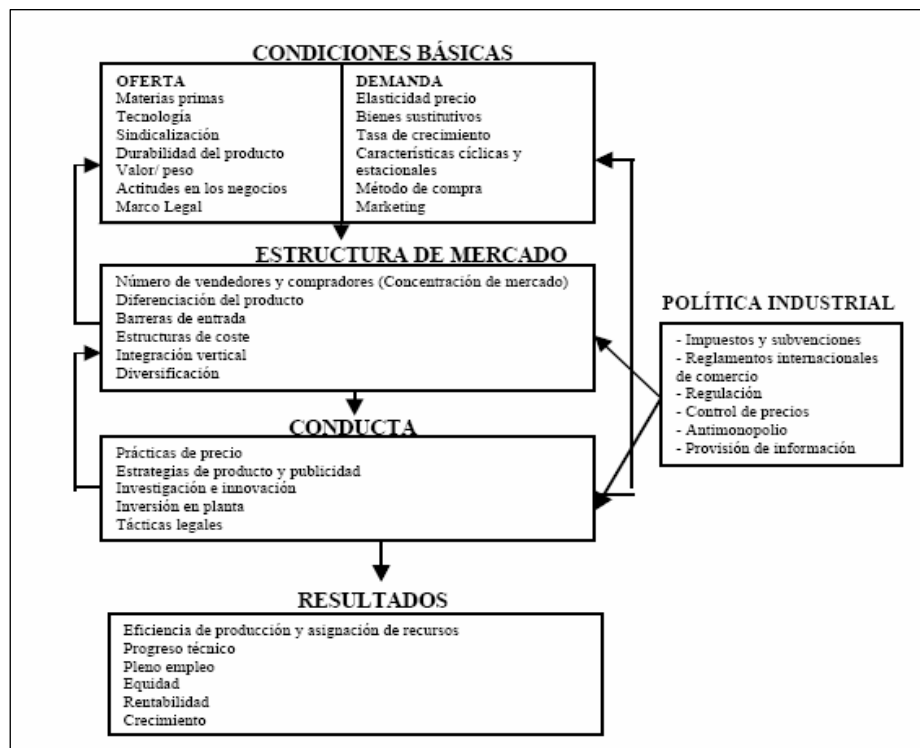 CONDICIONES BÁSICAS
OFERTA
Materias primas
Tecnología
Sindicalización
Durabilidad del producto
Valor/ peso
Actitudes en los negocios
Marco Legal
DEMANDA
Elasticidad precio
Bienes sustitutivos
Tasa de crecimiento
Características cíclicas y
estacionales
Método de compra
Marketing
ESTRUCTURA DE MERCADO
Número de vendedores y compradores (Concentración de mercado)
Diferenciación del producto
Barreras de entrada
Estructuras de coste
Integración vertical
Diversificación
POLÍTICA INDUSTRIAL
- Impuestos y subvenciones
- Reglamentos internacionales
de comercio
- Regulación
- Control de precios
- Antimonopolio
- Provisión de información
CONDUCTA
Prácticas de precio
Estrategias de producto y publicidad
Investigación e innovación
Inversión en planta
Tácticas legales
RESULTADOS
Eficiencia de producción y asignación de recursos
Progreso técnico
Pleno empleo
Equidad
Rentabilidad
Crecimiento